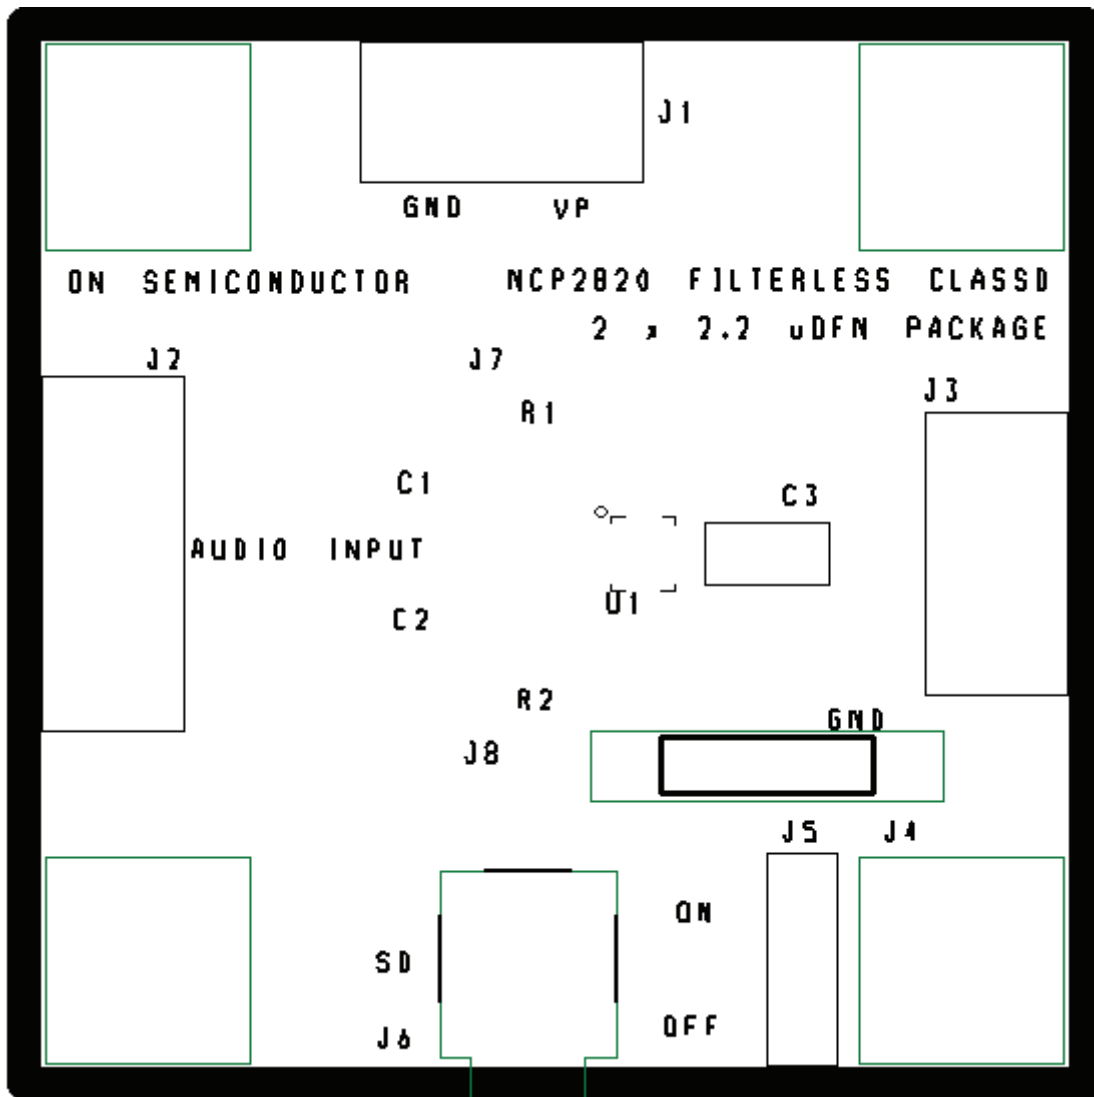 J1
GND VP
ON SEMICONDUCTOR NCP2820 FILTERLESS CLASSD
2 x 2.2 uDFN PACKAGE
J2 J7
J3
R1
C1
C3
AUDIO INPUT
U1
C2
R2
GND
J8
J5 J4
ON
SD
OFF
J6